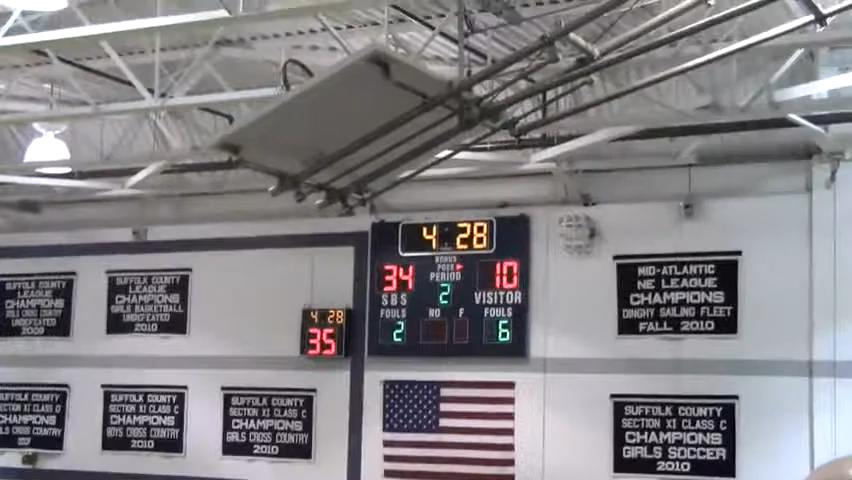 4:28
BONUS
POSS
PERIOD
34 2 10
SBS VISITOR
FOULS FOULS
2 NO F 6
4 28
35
SUFFOLK COUNTY
LEAGUE
CHAMPIONS
UNDEFEATED
2009
SUFFOLK COUNTY
LEAGUE
CHAMPIONS
GIRLS BASKETBALL
UNDEFEATED
2010
MID-ATLANTIC
NE LEAGUE
CHAMPIONS
DINGHY SAILING FLEET
FALL 2010
SUFFOLK COUNTY
SECTION XI CLASS C
CHAMPIONS
CROSS COUNTRY
SUFFOLK COUNTY
SECTION XI CLASS C
CHAMPIONS
BOYS CROSS COUNTRY
2010
SUFFOLK COUNTY
SECTION XI CLASS C
CHAMPIONS
GIRLS CROSS COUNTRY
2010
SUFFOLK COUNTY
SECTION XI CLASS C
CHAMPIONS
GIRLS SOCCER
2010